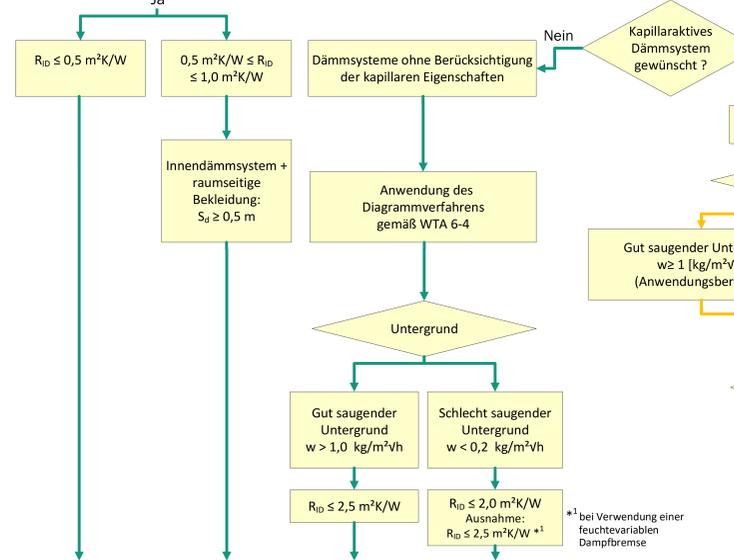 Ja
R_ID ≤ 0,5 m²K/W
0,5 m²K/W ≤ R_ID
≤ 1,0 m²K/W
Innendämmsystem +
raumseitige
Bekleidung:
S_d ≥ 0,5 m
Dämmsysteme ohne Berücksichtigung
der kapillaren Eigenschaften
Nein
Kapillaraktives
Dämmsystem
gewünscht ?
Anwendung des
Diagrammverfahrens
gemäß WTA 6-4
Gut saugender Unt
w≥ 1 [kg/m²√
(Anwendungsber
Untergrund
Gut saugender
Untergrund
w > 1,0 kg/m²√h
Schlecht saugender
Untergrund
w < 0,2 kg/m²√h
R_ID ≤ 2,5 m²K/W
R_ID ≤ 2,0 m²K/W
Ausnahme:
R_ID ≤ 2,5 m²K/W *¹
*¹ bei Verwendung einer
feuchtevariablen
Dampfbremse